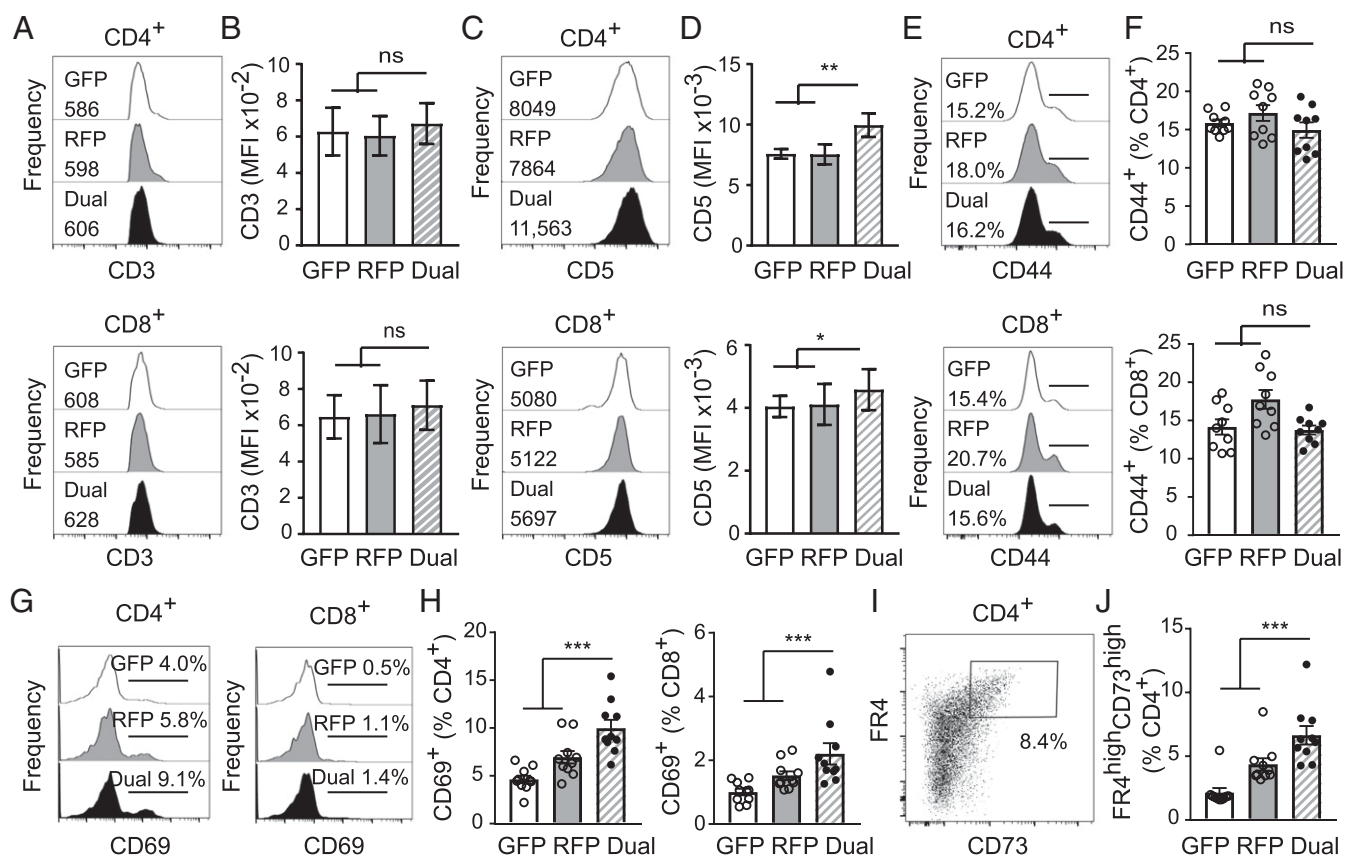 A
CD4+
Frequency
GFP
586
RFP
598
Dual
606
CD3
B
CD3 (MFI x10-2)
10
8
6
4
2
0
ns
GFP RFP Dual
C
CD4+
Frequency
GFP
8049
RFP
7864
Dual
11,563
CD5
D
CD5 (MFI x10-3)
15
10
5
0
**
GFP RFP Dual
E
CD4+
Frequency
GFP
15.2%
RFP
18.0%
Dual
16.2%
CD44
F
CD44+ (% CD4+)
25
20
15
10
5
0
ns
GFP RFP Dual
CD8+
Frequency
GFP
608
RFP
585
Dual
628
CD3
CD3 (MFI x10-2)
10
8
6
4
2
0
ns
GFP RFP Dual
CD8+
Frequency
GFP
5080
RFP
5122
Dual
5697
CD5
CD5 (MFI x10-3)
6
4
2
0
*
GFP RFP Dual
CD8+
Frequency
GFP
15.4%
RFP
20.7%
Dual
15.6%
CD44
CD44+ (% CD8+)
25
20
15
10
5
0
ns
GFP RFP Dual
G
CD4+
Frequency
GFP 4.0%
RFP 5.8%
Dual 9.1%
CD69
CD8+
Frequency
GFP 0.5%
RFP 1.1%
Dual 1.4%
CD69
H
CD69+ (% CD4+)
20
15
10
5
0
***
GFP RFP Dual
CD69+ (% CD8+)
6
4
2
0
***
GFP RFP Dual
I
CD4+
FR4
8.4%
CD73
J
FR4highCD73high
(% CD4+)
15
10
5
0
***
GFP RFP Dual